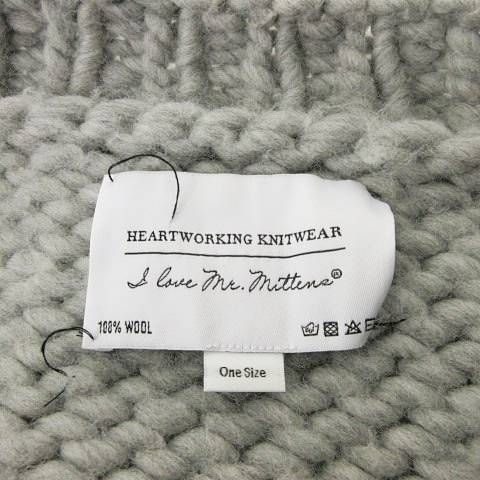 HEARTWORKING KNITWEAR
I love Mr. Mittens®
100% WOOL
One Size